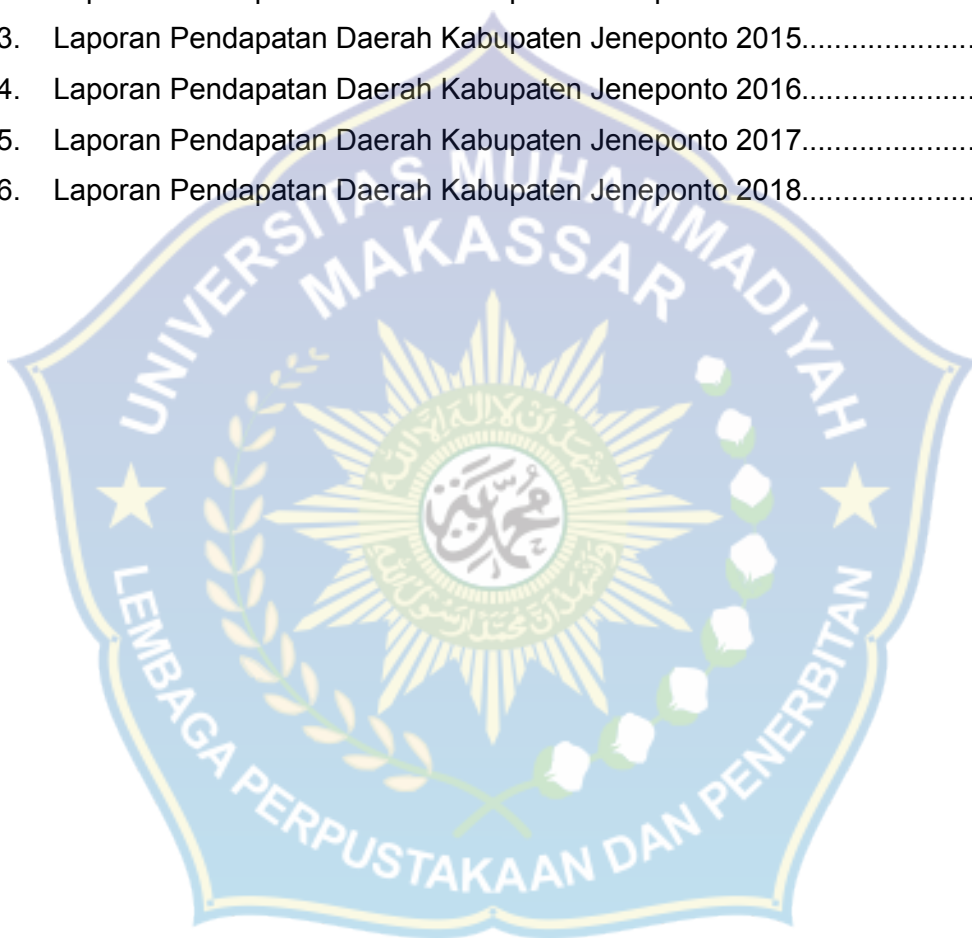 3. Laporan Pendapatan Daerah Kabupaten Jeneponto 2015.....................
4. Laporan Pendapatan Daerah Kabupaten Jeneponto 2016.....................
5. Laporan Pendapatan Daerah Kabupaten Jeneponto 2017.....................
6. Laporan Pendapatan Daerah Kabupaten Jeneponto 2018.....................
UNIVERSITAS MUHAMMADIYAH
MAKASSAR
LEMBAGA PERPUSTAKAAN DAN PENERBITAN